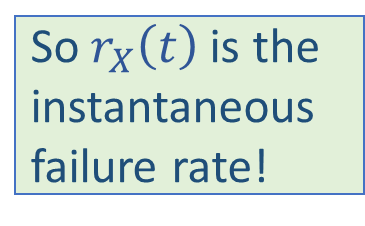 So r_X(t) is the
instantaneous
failure rate!